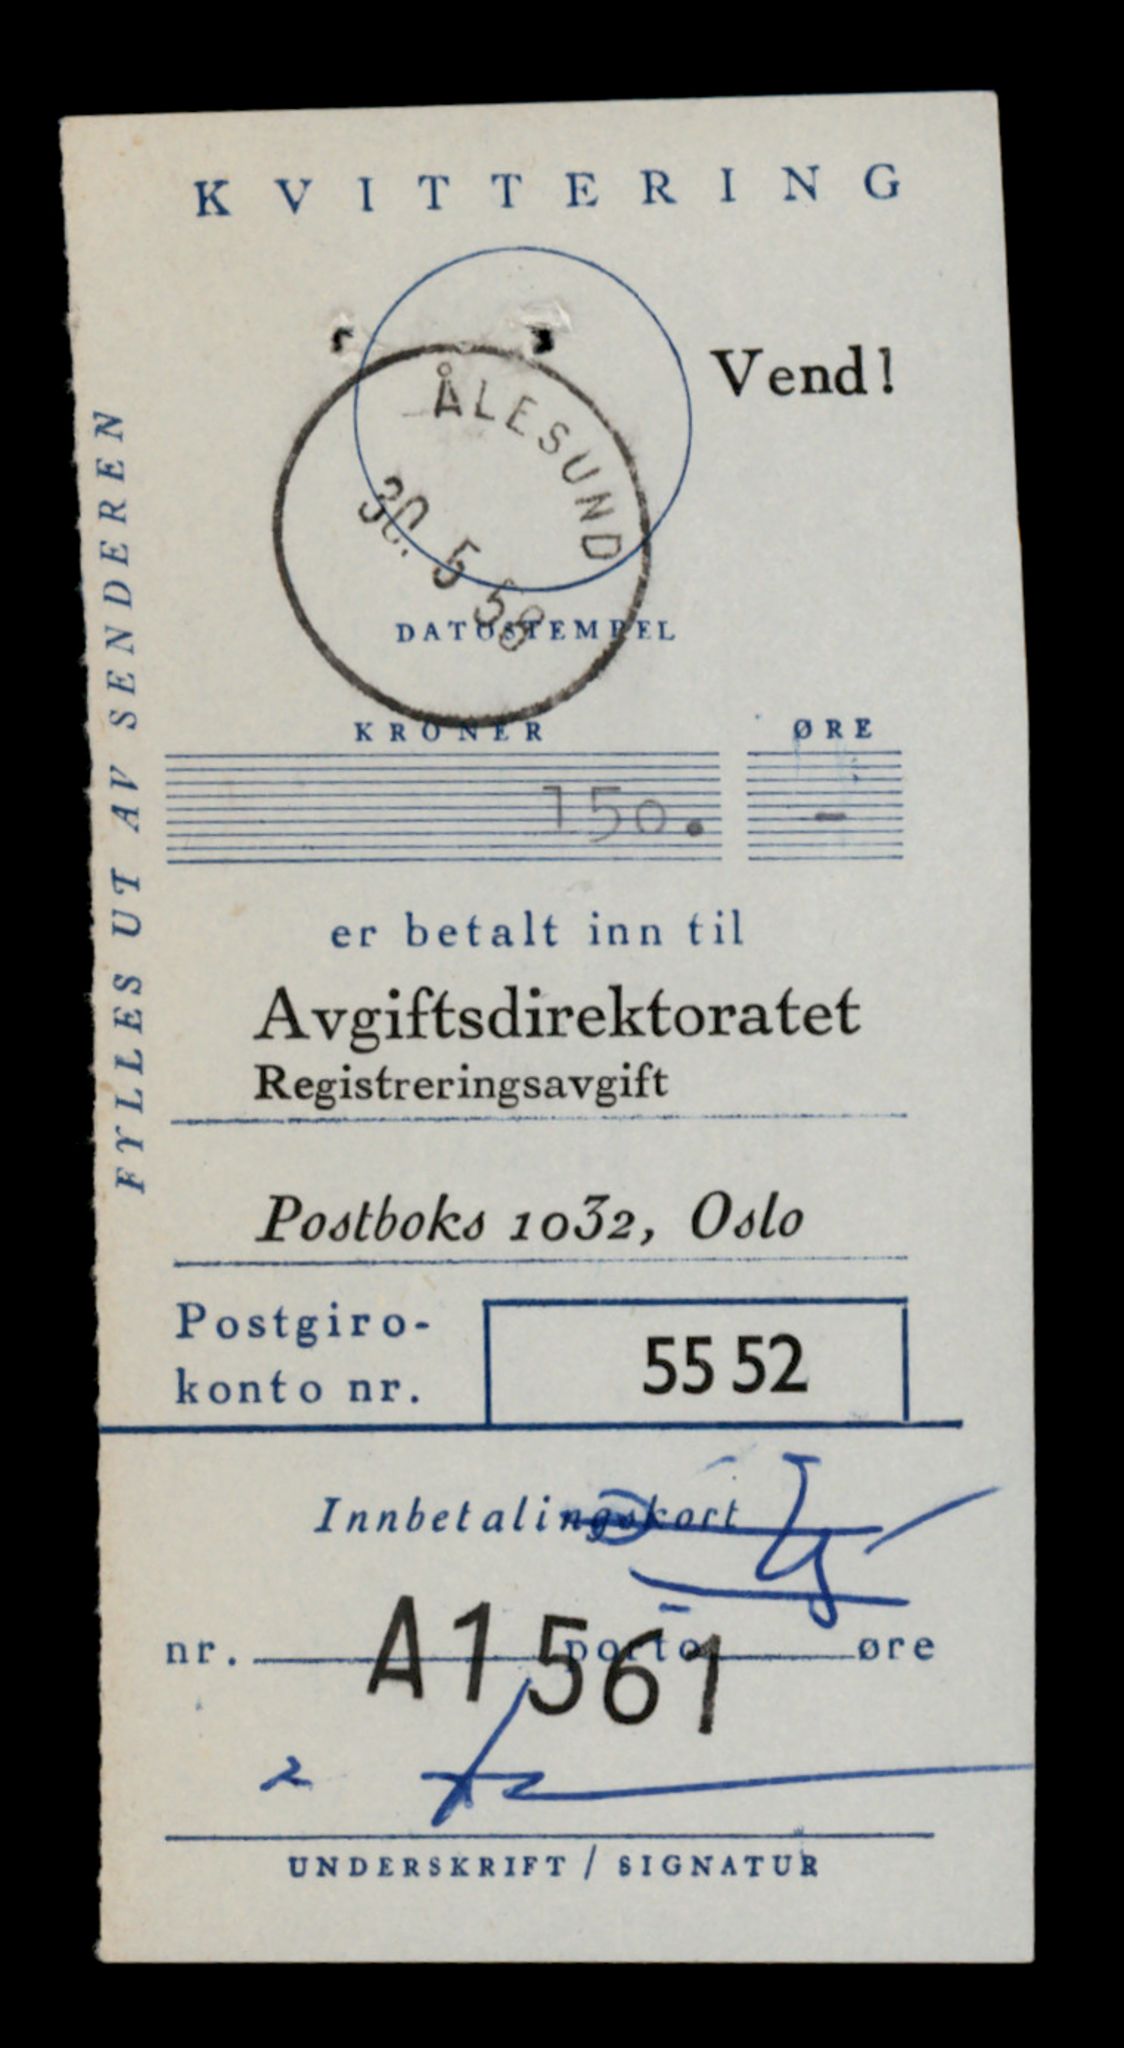 KVITTERING
Vend!
ÅLESUND
30.5 58
DATOSTEMPEL
KRONER ØRE
150. -
er betalt inn til
Avgiftsdirektoratet
Registreringsavgift
Postboks 1032, Oslo
Postgiro-
konto nr.
55 52
Innbetalingskort
nr. porto øre
A1561
UNDERSKRIFT / SIGNATUR
FYLLES UT AV SENDEREN